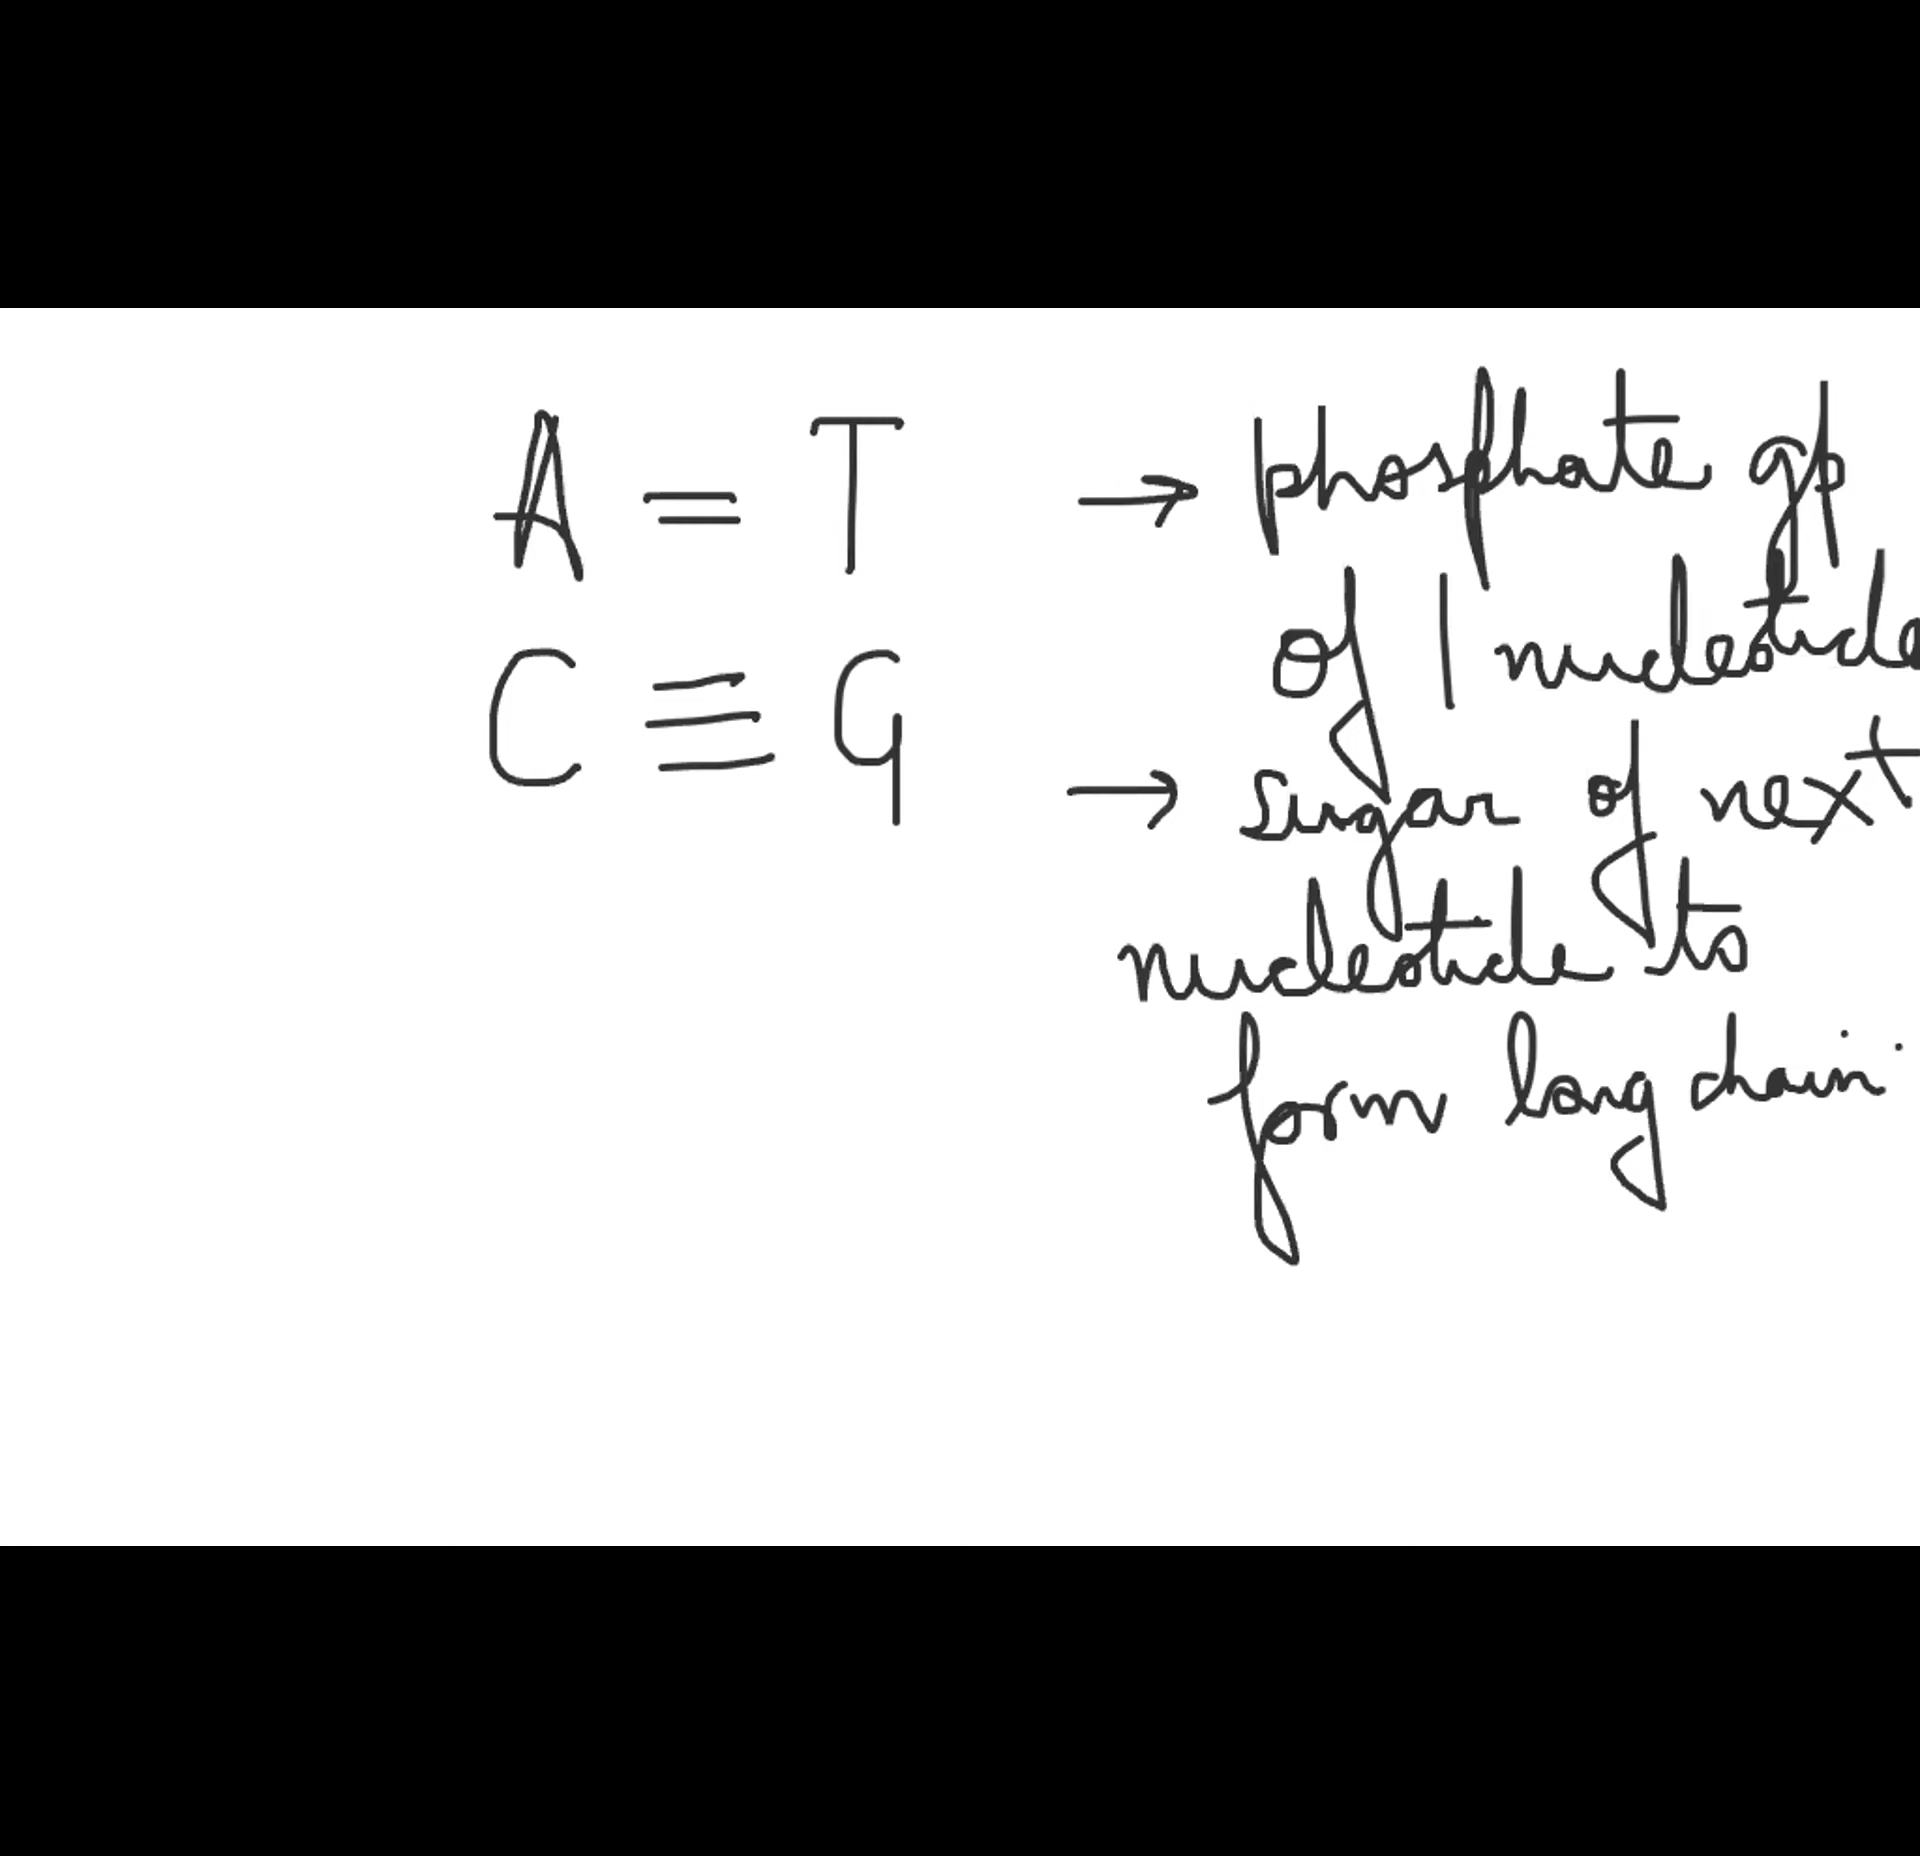 A = T
C ≡ G
→ phosphate gp
of 1 nucleotide
→ sugar of next
nucleotide to
form long chain.